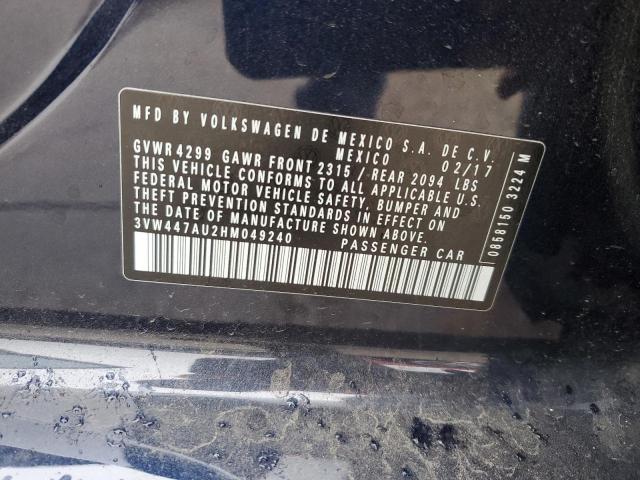 MFD BY VOLKSWAGEN DE MEXICO S.A. DE C.V.
MEXICO 02/17
GVWR 4299 GAWR FRONT 2315 / REAR 2094 LBS
THIS VEHICLE CONFORMS TO ALL APPLICABLE U.S.
FEDERAL MOTOR VEHICLE SAFETY, BUMPER AND
THEFT PREVENTION STANDARDS IN EFFECT ON
THE DATE OF MANUFACTURE SHOWN ABOVE.
3VW447AU2HM049240 PASSENGER CAR
0858150 3224 M